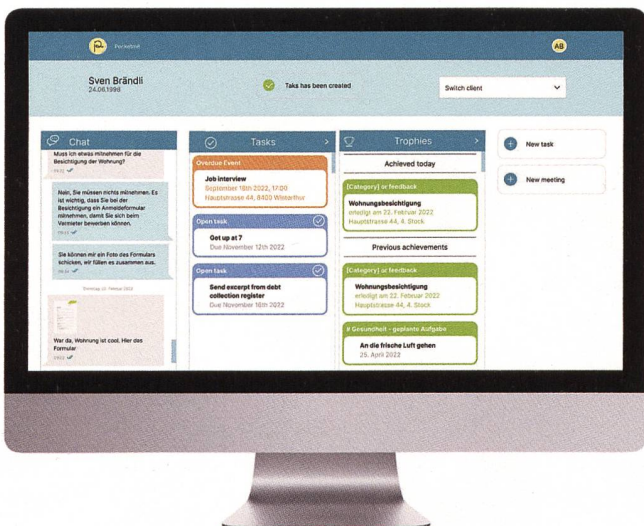 Pocketmē
AB
Sven Brändli
24.06.1996
Taks has been created
Switch client
Chat
Muss ich etwas mitnehmen für die
Besichtigung der Wohnung?
Nein, Sie müssen nichts mitnehmen. Es
ist wichtig, dass Sie bei der
Besichtigung ein Anmeldeformular
mitnehmen, damit Sie sich beim
Vermieter bewerben können.
Sie können mir ein Foto des Formulars
schicken, wir füllen es zusammen aus.
Dienstag 22. Februar 2022
War da, Wohnung ist cool. Hier das
Formular
Tasks >
Overdue Event
Job interview
September 18th 2022, 17:00
Hauptstrasse 44, 8400 Winterthur
Open task
Get up at 7
Due November 12th 2022
Open task
Send excerpt from debt
collection register
Due November 16th 2022
Trophies >
Achieved today
[Category] or feedback
Wohnungsbesichtigung
erledigt am 22. Februar 2022
Hauptstrasse 44, 4. Stock
Previous achievements
[Category] or feedback
Wohnungsbesichtigung
erledigt am 22. Februar 2022
Hauptstrasse 44, 4. Stock
# Gesundheit - geplante Aufgabe
An die frische Luft gehen
25. April 2022
New task
New meeting